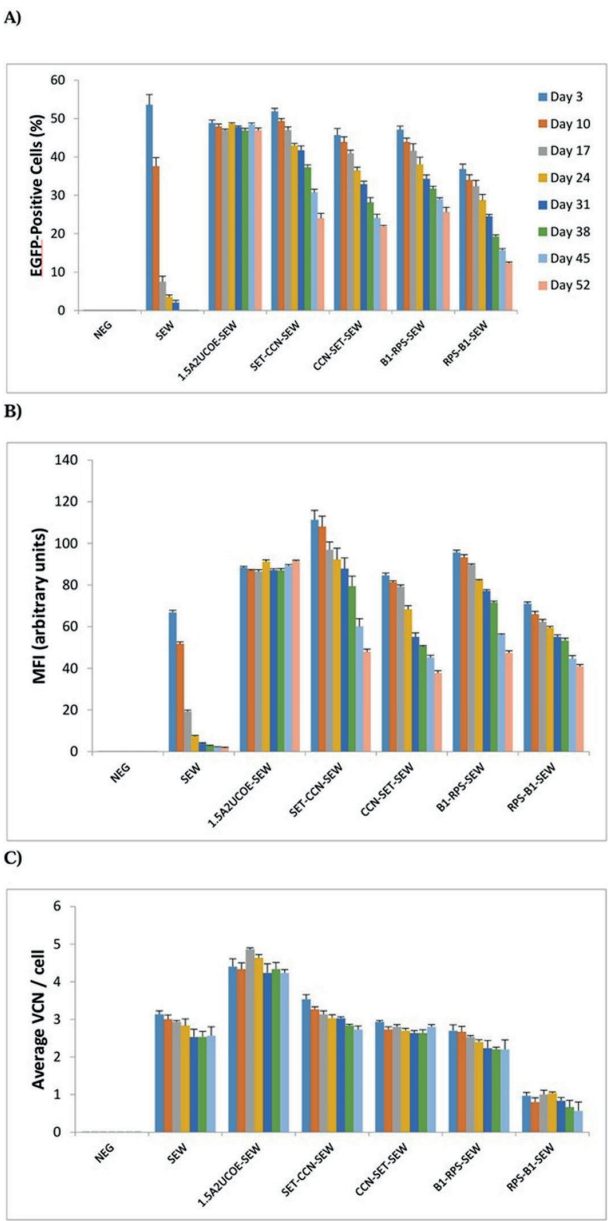 A)
60
50
40
30
20
10
0
EGFP-Positive Cells (%)
NEG
SEW
1.5A2UCOE-SEW
SET-CCN-SEW
CCN-SET-SEW
B1-RPS-SEW
RPS-B1-SEW
Day 3
Day 10
Day 17
Day 24
Day 31
Day 38
Day 45
Day 52
B)
140
120
100
80
60
40
20
0
MFI (arbitrary units)
NEG
SEW
1.5A2UCOE-SEW
SET-CCN-SEW
CCN-SET-SEW
B1-RPS-SEW
RPS-B1-SEW
C)
6
5
4
3
2
1
0
Average VCN / cell
NEG
SEW
1.5A2UCOE-SEW
SET-CCN-SEW
CCN-SET-SEW
B1-RPS-SEW
RPS-B1-SEW